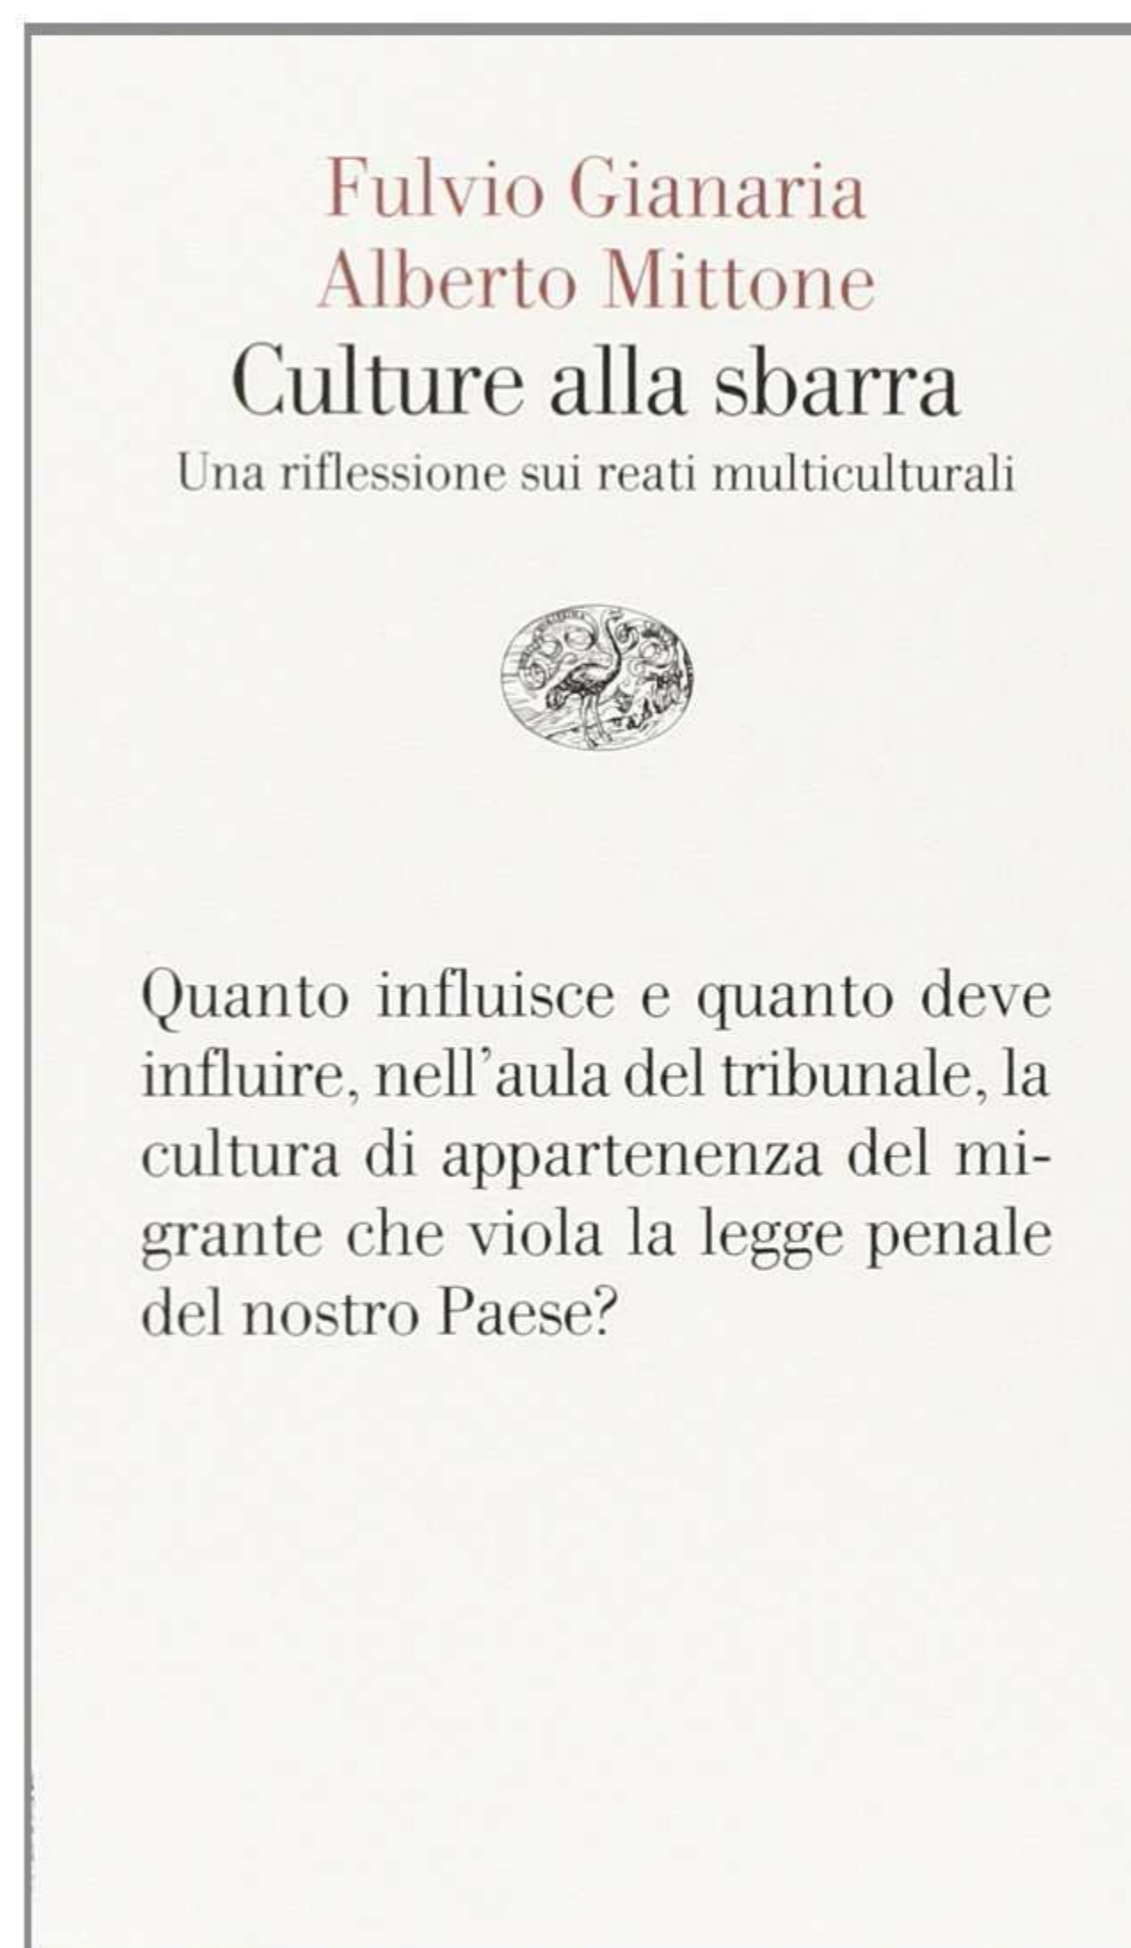 Fulvio Gianaria
Alberto Mittone
Culture alla sbarra
Una riflessione sui reati multiculturali
Quanto influisce e quanto deve
influire, nell’aula del tribunale, la
cultura di appartenenza del mi-
grante che viola la legge penale
del nostro Paese?